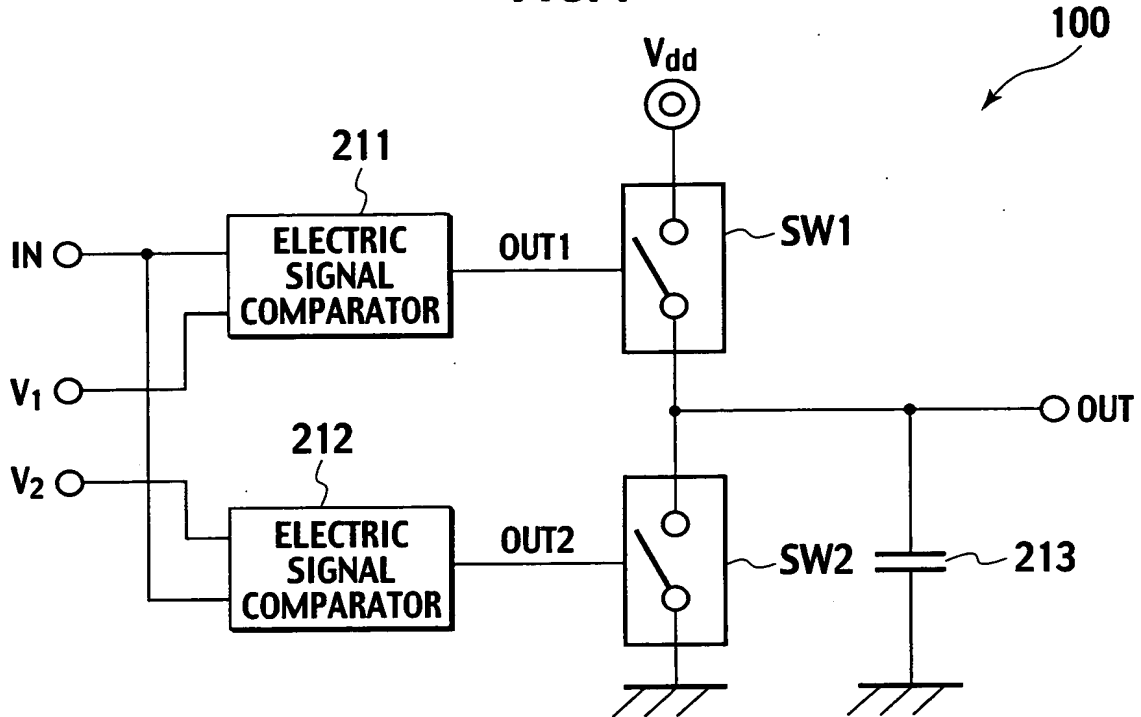 100
Vdd
211
IN
ELECTRIC
SIGNAL
COMPARATOR
OUT1
SW1
V1
OUT
212
V2
ELECTRIC
SIGNAL
COMPARATOR
OUT2
SW2
213